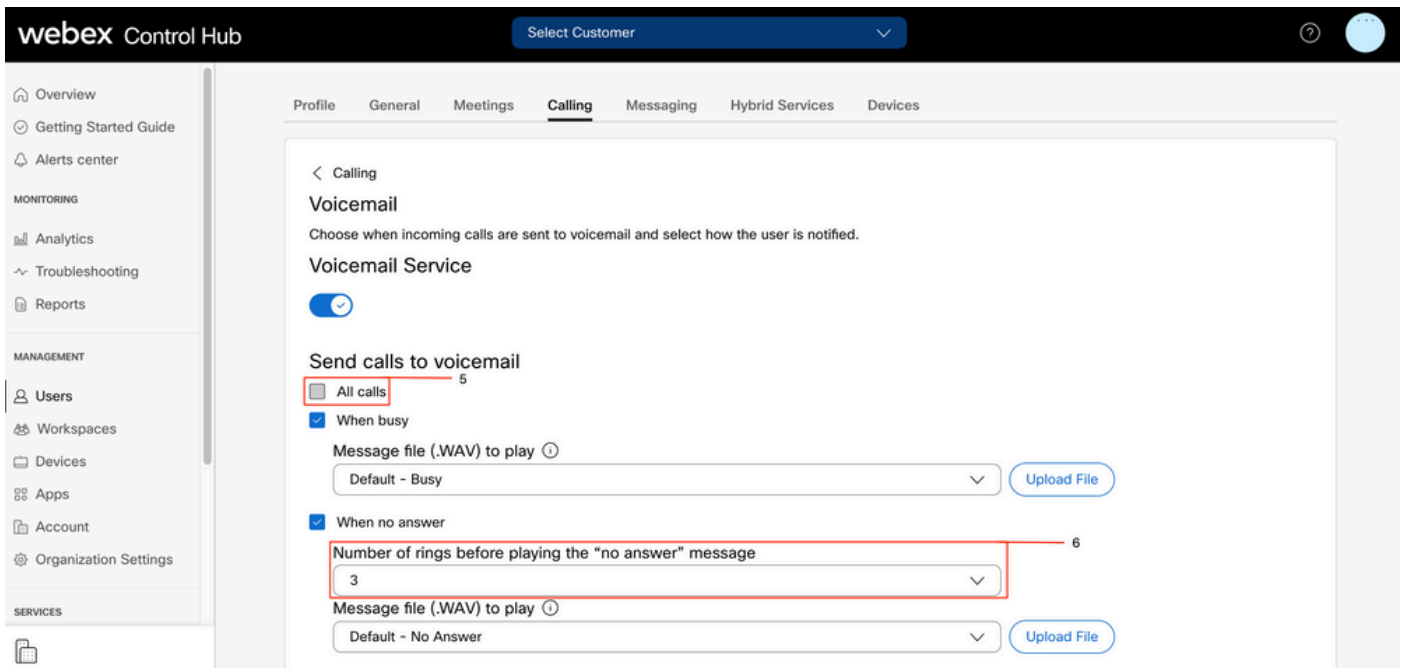 webex Control Hub
Select Customer
Overview
Getting Started Guide
Alerts center
MONITORING
Analytics
Troubleshooting
Reports
MANAGEMENT
Users
Workspaces
Devices
Apps
Account
Organization Settings
SERVICES
Profile General Meetings Calling Messaging Hybrid Services Devices
Calling
Voicemail
Choose when incoming calls are sent to voicemail and select how the user is notified.
Voicemail Service
Send calls to voicemail
5
All calls
When busy
Message file (.WAV) to play
Default - Busy Upload File
When no answer
6
Number of rings before playing the “no answer” message
3
Message file (.WAV) to play
Default - No Answer Upload File